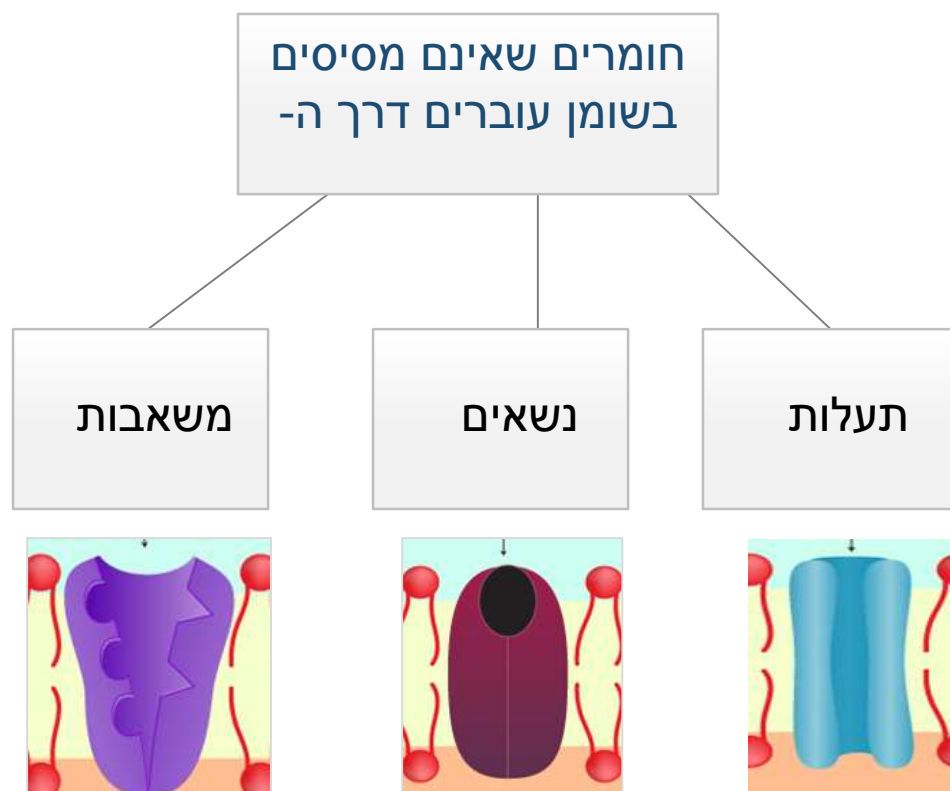 חומרים שאינם מסיסים
בשומן עוברים דרך ה-
תעלות
נשאים
משאבות